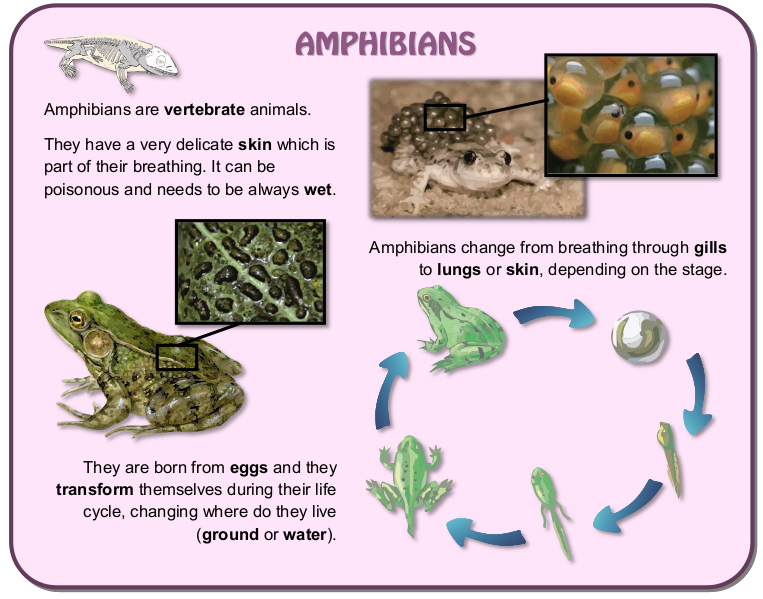 AMPHIBIANS
Amphibians are vertebrate animals.
They have a very delicate skin which is
part of their breathing. It can be
poisonous and needs to be always wet.
Amphibians change from breathing through gills
to lungs or skin, depending on the stage.
They are born from eggs and they
transform themselves during their life
cycle, changing where do they live
(ground or water).